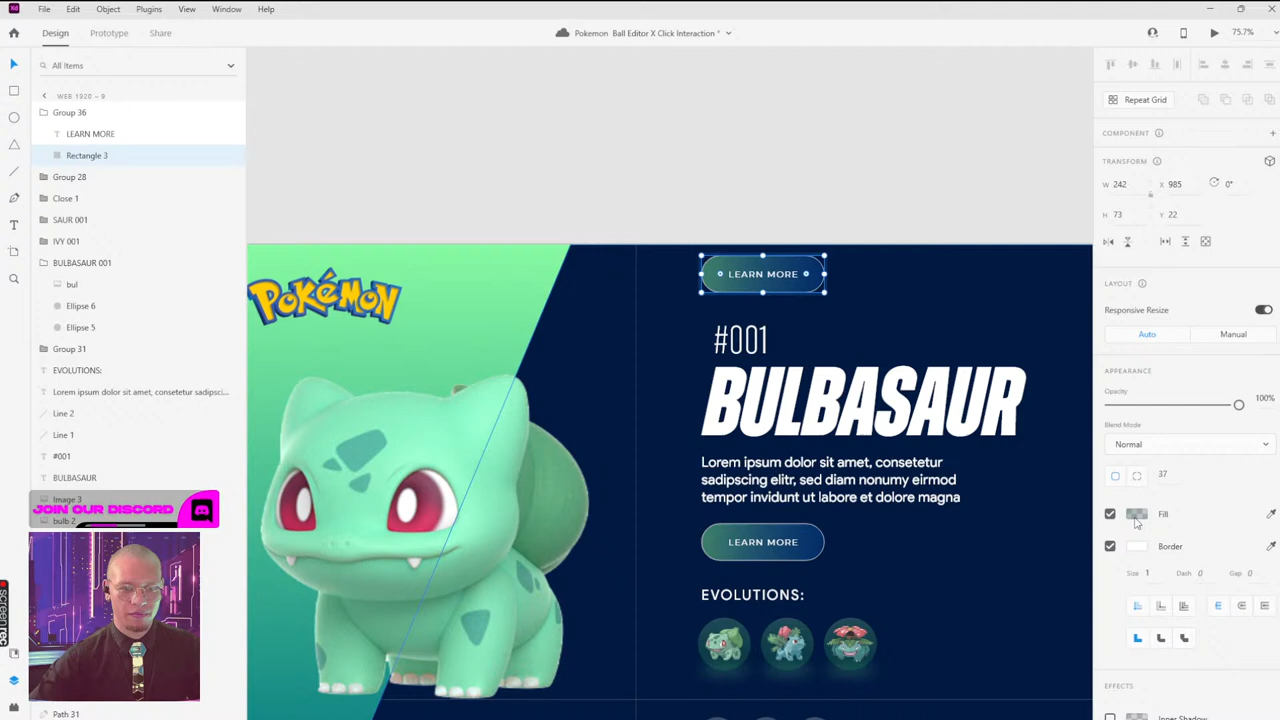 Xd File Edit Object Plugins View Window Help
Design Prototype Share
Pokemon Ball Editor X Click Interaction *
75.7%
All Items
WEB 1920 – 9
Group 36
LEARN MORE
Rectangle 3
Group 28
Close 1
SAUR 001
IVY 001
BULBASAUR 001
bul
Ellipse 6
Ellipse 5
Group 31
EVOLUTIONS:
Lorem ipsum dolor sit amet, consetetur sadipsci...
Line 2
Line 1
#001
BULBASAUR
Image 3
JOIN OUR DISCORD
bulb 2
Path 31
screenrec
POKéMON
LEARN MORE
#001
BULBASAUR
Lorem ipsum dolor sit amet, consetetur
sadipscing elitr, sed diam nonumy eirmod
tempor invidunt ut labore et dolore magna
LEARN MORE
EVOLUTIONS:
Repeat Grid
COMPONENT
TRANSFORM
W 242 X 985 0°
H 73 Y 22
LAYOUT
Responsive Resize
Auto Manual
APPEARANCE
Opacity
100%
Blend Mode
Normal
37
Fill
Border
Size 1 Dash 0 Gap 0
EFFECTS
Inner Shadow